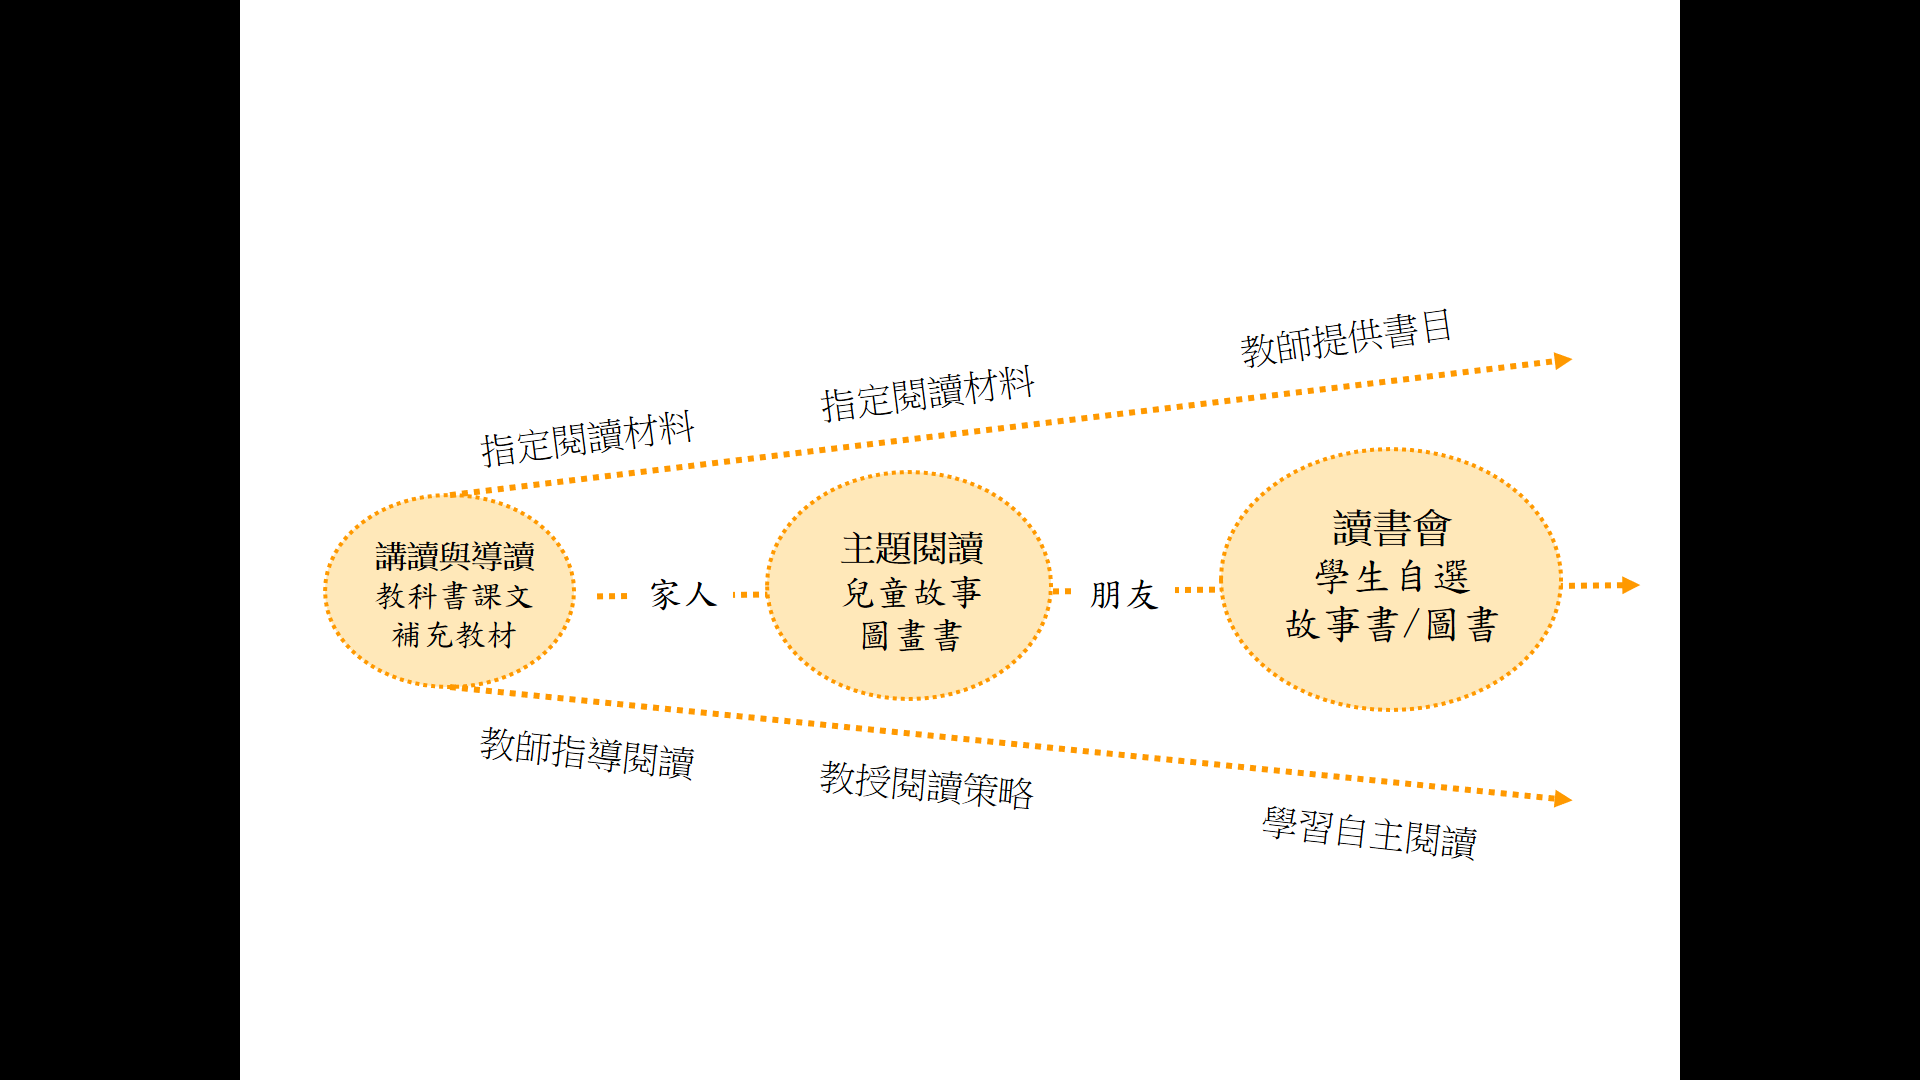 教師提供書目
指定閱讀材料
指定閱讀材料
講讀與導讀
教科書課文
補充教材
家人
主題閱讀
兒童故事
圖畫書
朋友
讀書會
學生自選
故事書/圖書
教師指導閱讀
教授閱讀策略
學習自主閱讀